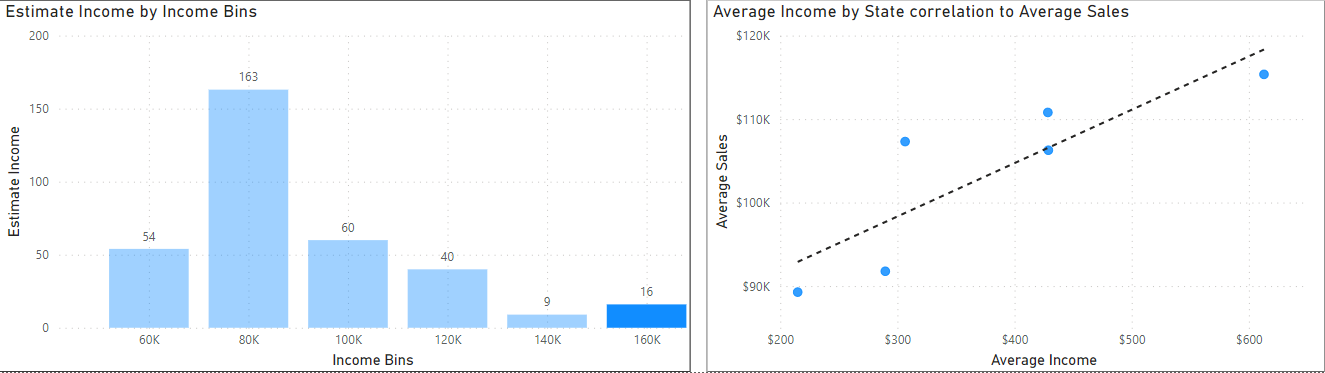 Estimate Income by Income Bins
200
150
100
50
0
Estimate Income
54
163
60
40
9
16
60K
80K
100K
120K
140K
160K
Income Bins
Average Income by State correlation to Average Sales
$120K
$110K
$100K
$90K
Average Sales
$200
$300
$400
$500
$600
Average Income